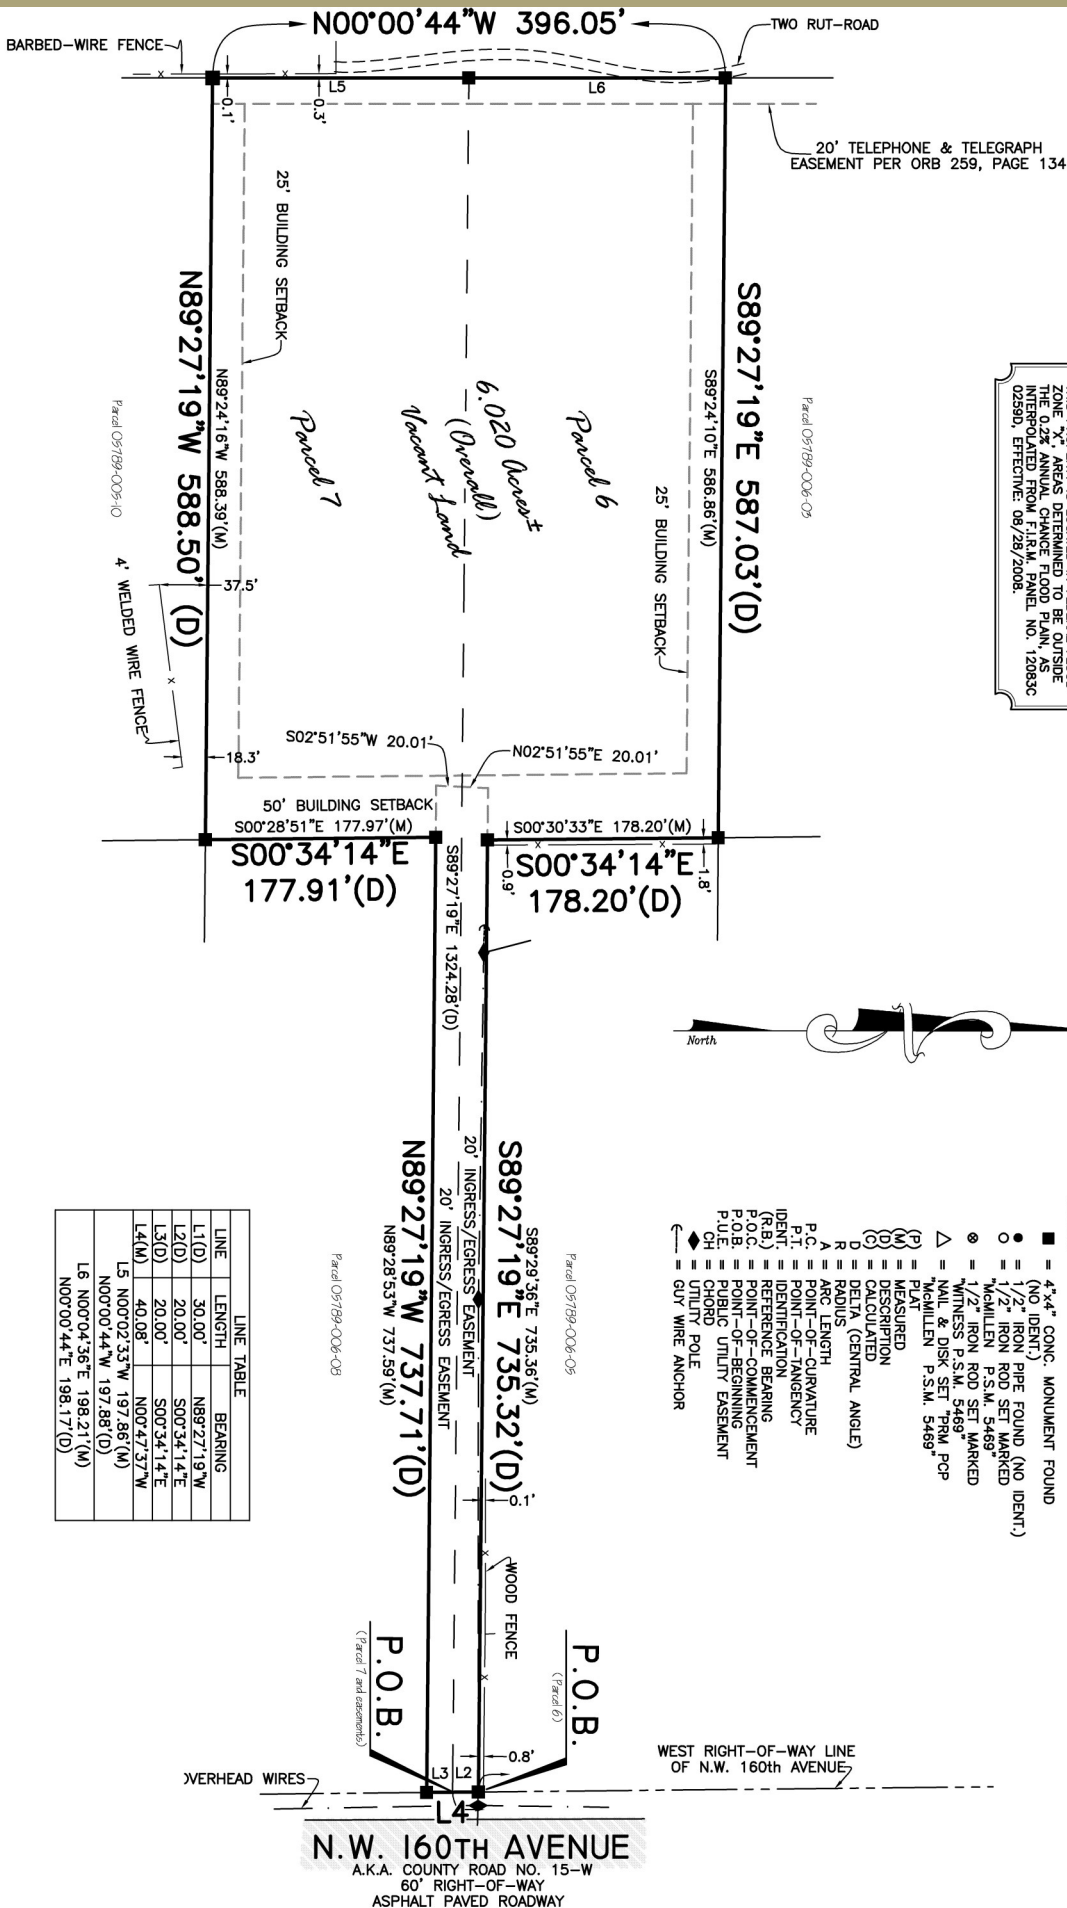 N00°00'44"W 396.05'
TWO RUT-ROAD
BARBED-WIRE FENCE
L5
L6
0.1'
0.3'
20' TELEPHONE & TELEGRAPH
EASEMENT PER ORB 259, PAGE 134
25' BUILDING SETBACK
N89°27'19"W 588.50' (D)
N89°24'16"W 588.39'(M)
Parcel 05789-005-10
Parcel 7
6.020 Acres±
(Overall)
Vacant Land
Parcel 6
25' BUILDING SETBACK
S89°24'10"E 586.86'(M)
S89°27'19"E 587.03'(D)
Parcel 05789-006-03
ZONE "X", AREAS DETERMINED TO BE OUTSIDE
THE 0.2% ANNUAL CHANCE FLOOD PLAIN, AS
INTERPOLATED FROM F.I.R.M. PANEL NO. 12083C
0259D, EFFECTIVE: 08/28/2008.
37.5'
4' WELDED WIRE FENCE
18.3'
S02°51'55"W 20.01'
N02°51'55"E 20.01'
50' BUILDING SETBACK
S00°28'51"E 177.97'(M)
S00°34'14"E
177.91'(D)
S00°30'33"E 178.20'(M)
S00°34'14"E
178.20'(D)
0.9'
1.8'
S89°27'19"E 1324.28'(D)
North
20' INGRESS/EGRESS EASEMENT
20' INGRESS/EGRESS EASEMENT
S89°27'19"E 735.32'(D)
S89°29'36"E 735.36'(M)
N89°27'19"W 737.71'(D)
N89°28'53"W 737.59'(M)
Parcel 05789-006-05
Parcel 05789-006-08
■ = 4"x4" CONC. MONUMENT FOUND
(NO IDENT.)
● = 1/2" IRON PIPE FOUND (NO IDENT.)
○ = 1/2" IRON ROD SET MARKED
"McMILLEN P.S.M. 5469"
⊗ = 1/2" IRON ROD SET MARKED
"WITNESS P.S.M. 5469"
△ = NAIL & DISK SET "PRM PCP
"McMILLEN P.S.M. 5469"
(P) = PLAT
(M) = MEASURED
(D) = DESCRIPTION
(C) = CALCULATED
D = DELTA (CENTRAL ANGLE)
R = RADIUS
A = ARC LENGTH
P.C. = POINT-OF-CURVATURE
P.T. = POINT-OF-TANGENCY
IDENT. = IDENTIFICATION
(R.B.) = REFERENCE BEARING
P.O.C. = POINT-OF-COMMENCEMENT
P.O.B. = POINT-OF-BEGINNING
P.U.E. = PUBLIC UTILITY EASEMENT
CH = CHORD
= UTILITY POLE
= GUY WIRE ANCHOR
LINE TABLE
LINE LENGTH BEARING
L1(D) 30.00' N89°27'19"W
L2(D) 20.00' S00°34'14"E
L3(D) 20.00' S00°34'14"E
L4(M) 40.08' N00°47'37"W
L5 N00°02'33"W 197.86'(M)
N00°00'44"W 197.88'(D)
L6 N00°04'36"E 198.21'(M)
N00°00'44"E 198.17'(D)
0.1'
WOOD FENCE
P.O.B.
(Parcel 7 and easements)
P.O.B.
(Parcel 6)
0.8'
L3
L2
L4
WEST RIGHT-OF-WAY LINE
OF N.W. 160th AVENUE
OVERHEAD WIRES
N.W. 160TH AVENUE
A.K.A. COUNTY ROAD NO. 15-W
60' RIGHT-OF-WAY
ASPHALT PAVED ROADWAY